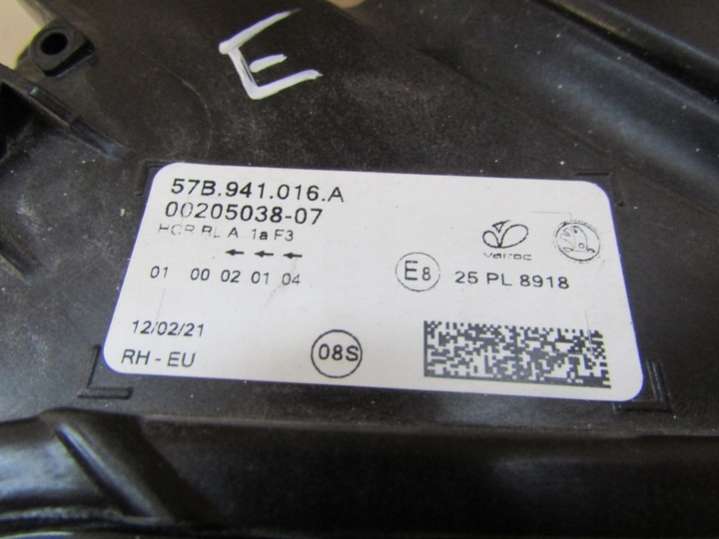 E
57B.941.016.A
00205038-07
HCR RL A 1a F3
← ← ←
01 00 02 01 04
varroc
E8 25 PL 8918
12/02/21
RH - EU
08S